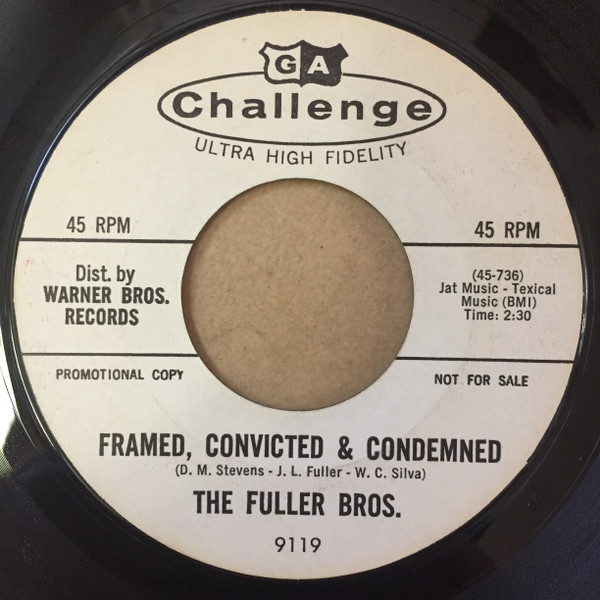 GA
Challenge
ULTRA HIGH FIDELITY
45 RPM
45 RPM
Dist. by
WARNER BROS.
RECORDS
(45-736)
Jat Music - Texical
Music (BMI)
Time: 2:30
PROMOTIONAL COPY
NOT FOR SALE
FRAMED, CONVICTED & CONDEMNED
(D. M. Stevens - J. L. Fuller - W. C. Silva)
THE FULLER BROS.
9119